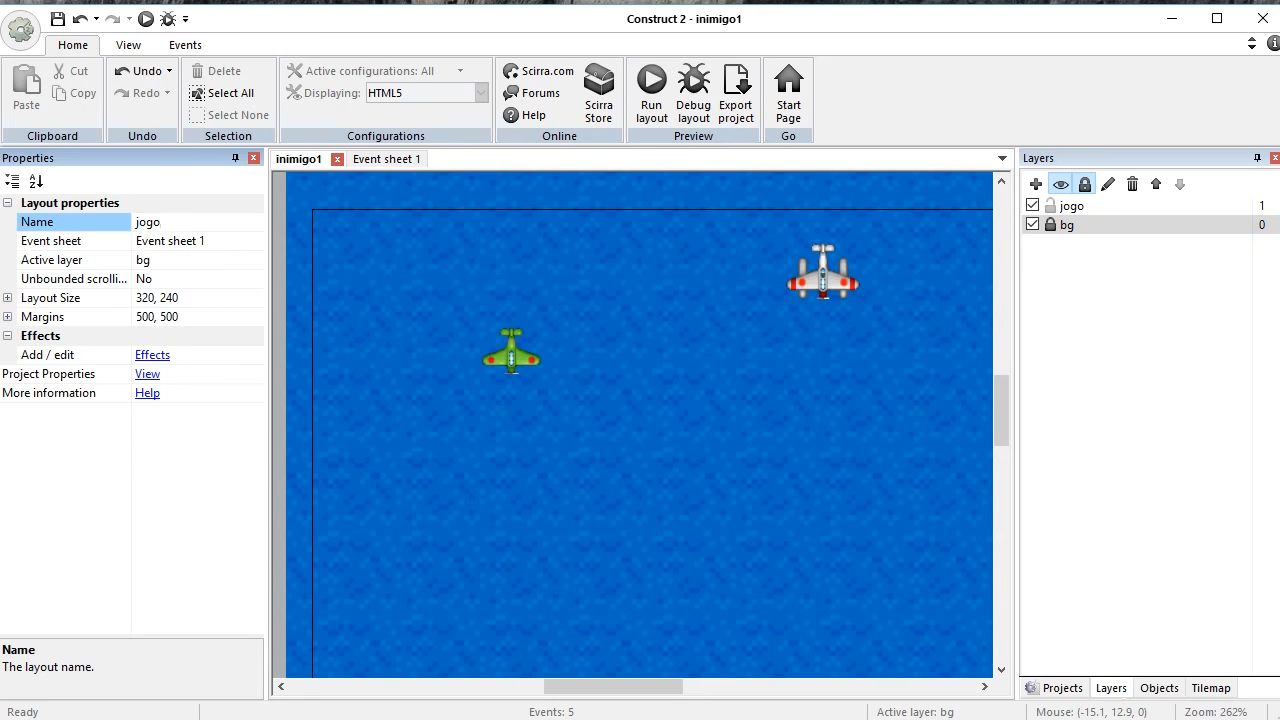 Construct 2 - inimigo1
Home View Events
Paste Cut Copy Clipboard
Undo Redo Undo
Delete Select All Select None Selection
Active configurations: All
Displaying: HTML5
Configurations
Scirra.com Forums Help Scirra Store Online
Run layout Debug layout Export project Preview
Start Page Go
Properties
Layout properties
Name jogo
Event sheet Event sheet 1
Active layer bg
Unbounded scrolli... No
Layout Size 320, 240
Margins 500, 500
Effects
Add / edit Effects
Project Properties View
More information Help
Name
The layout name.
inimigo1 Event sheet 1
Layers
jogo 1
bg 0
Projects Layers Objects Tilemap
Ready Events: 5 Active layer: bg Mouse: (-15.1, 12.9, 0) Zoom: 262%